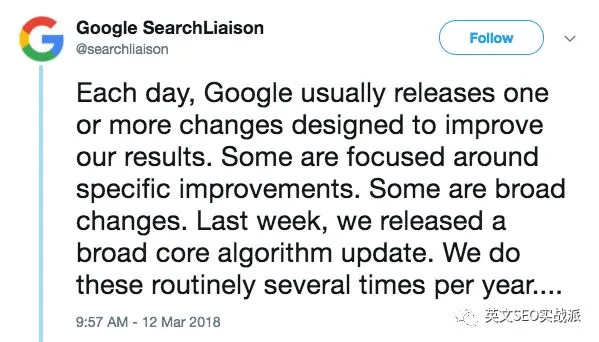 Google SearchLiaison
@searchliaison
Follow
Each day, Google usually releases one
or more changes designed to improve
our results. Some are focused around
specific improvements. Some are broad
changes. Last week, we released a
broad core algorithm update. We do
these routinely several times per year....
9:57 AM - 12 Mar 2018
英文SEO实战派